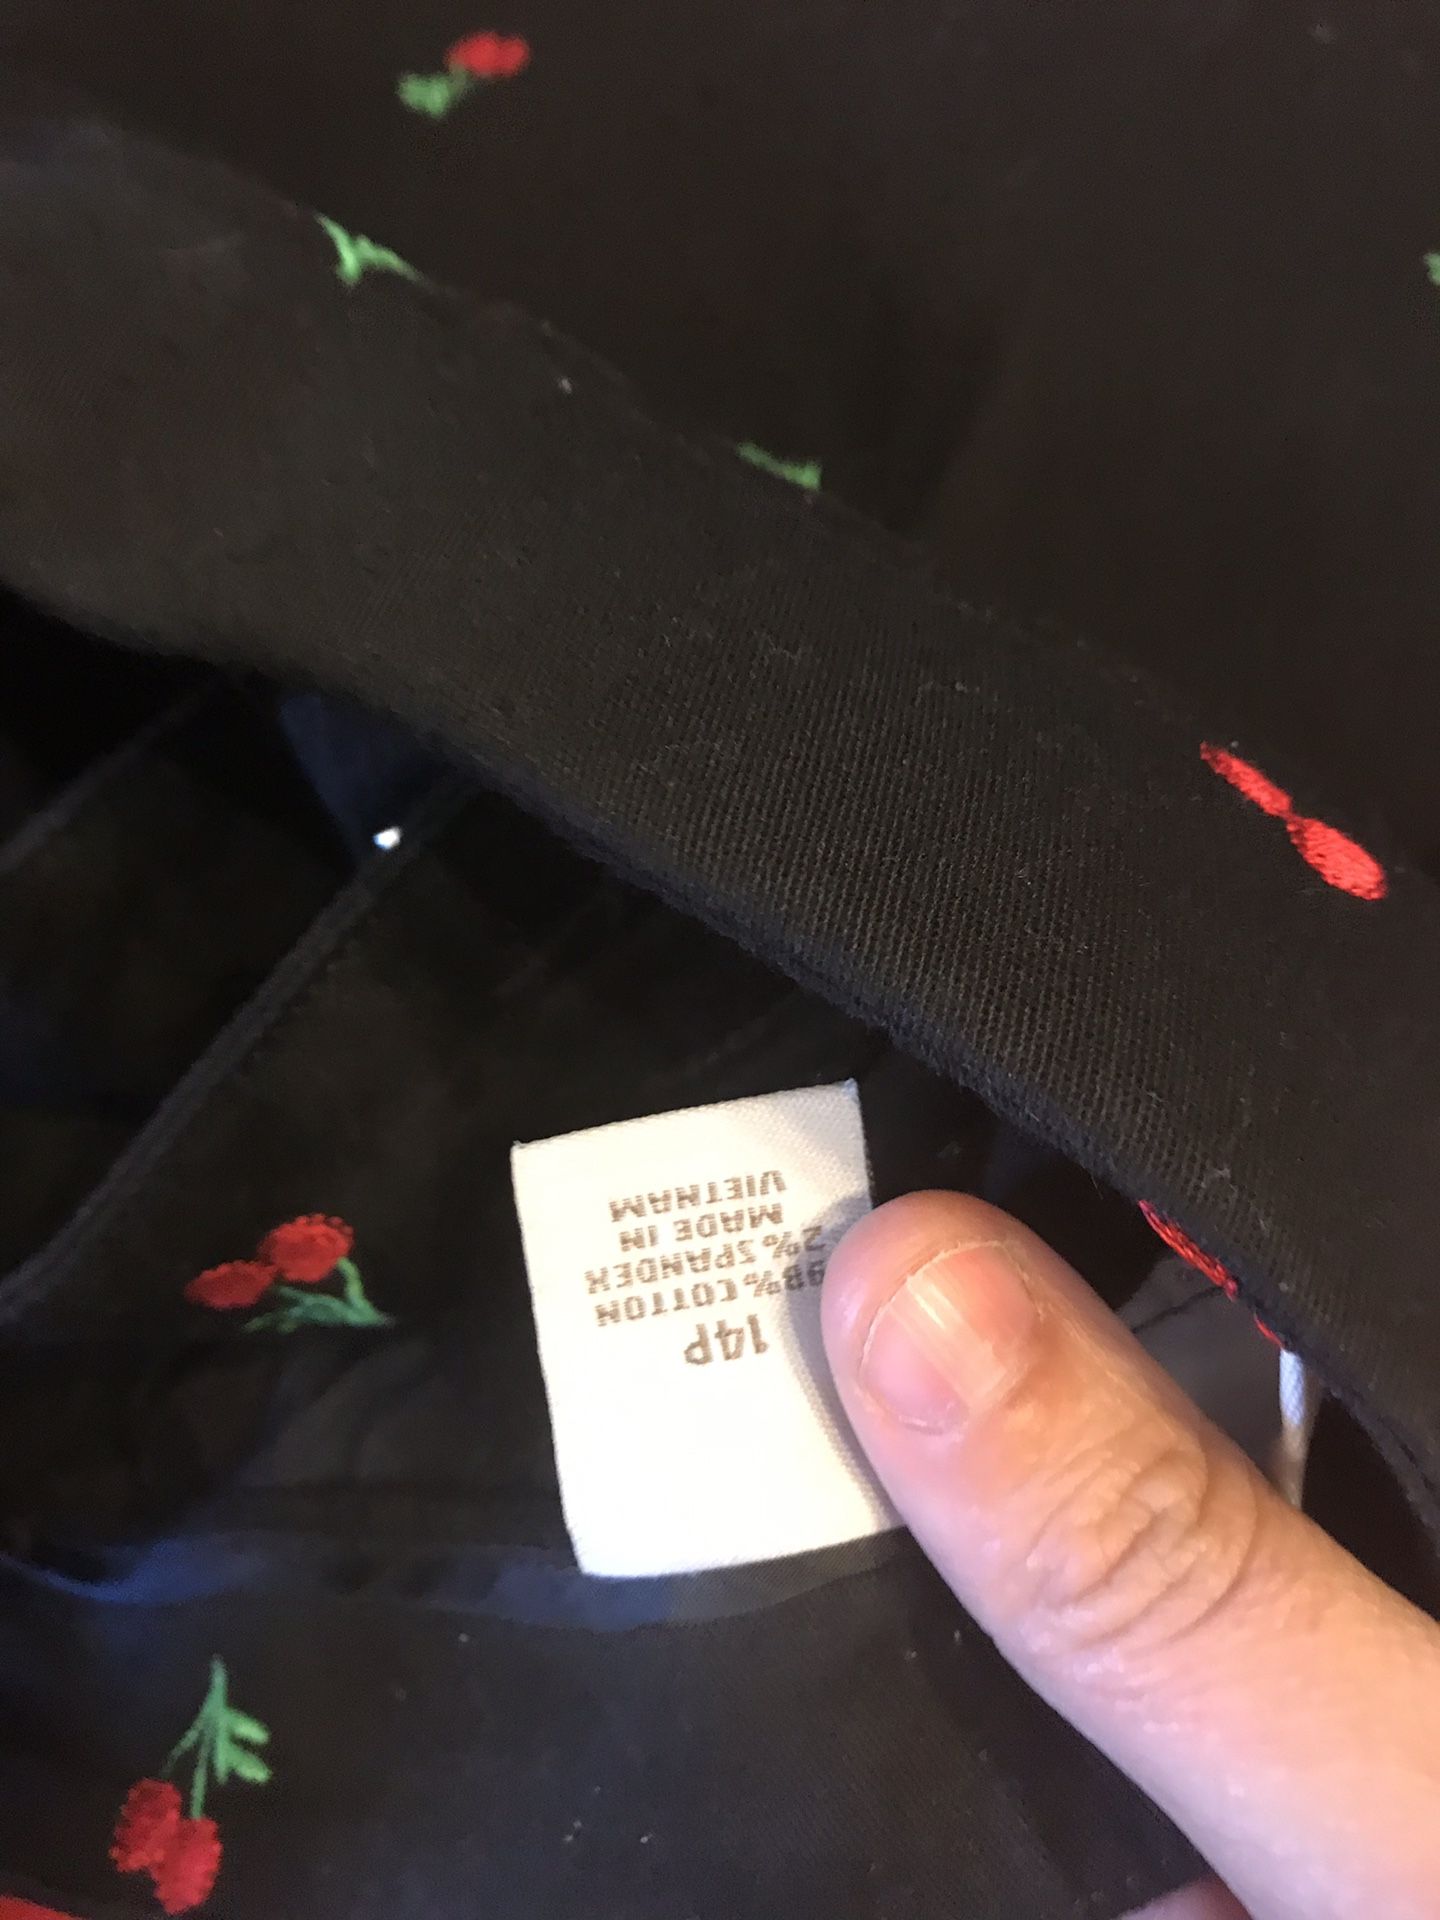 14P
98% COTTON
2% SPANDEX
MADE IN
VIETNAM